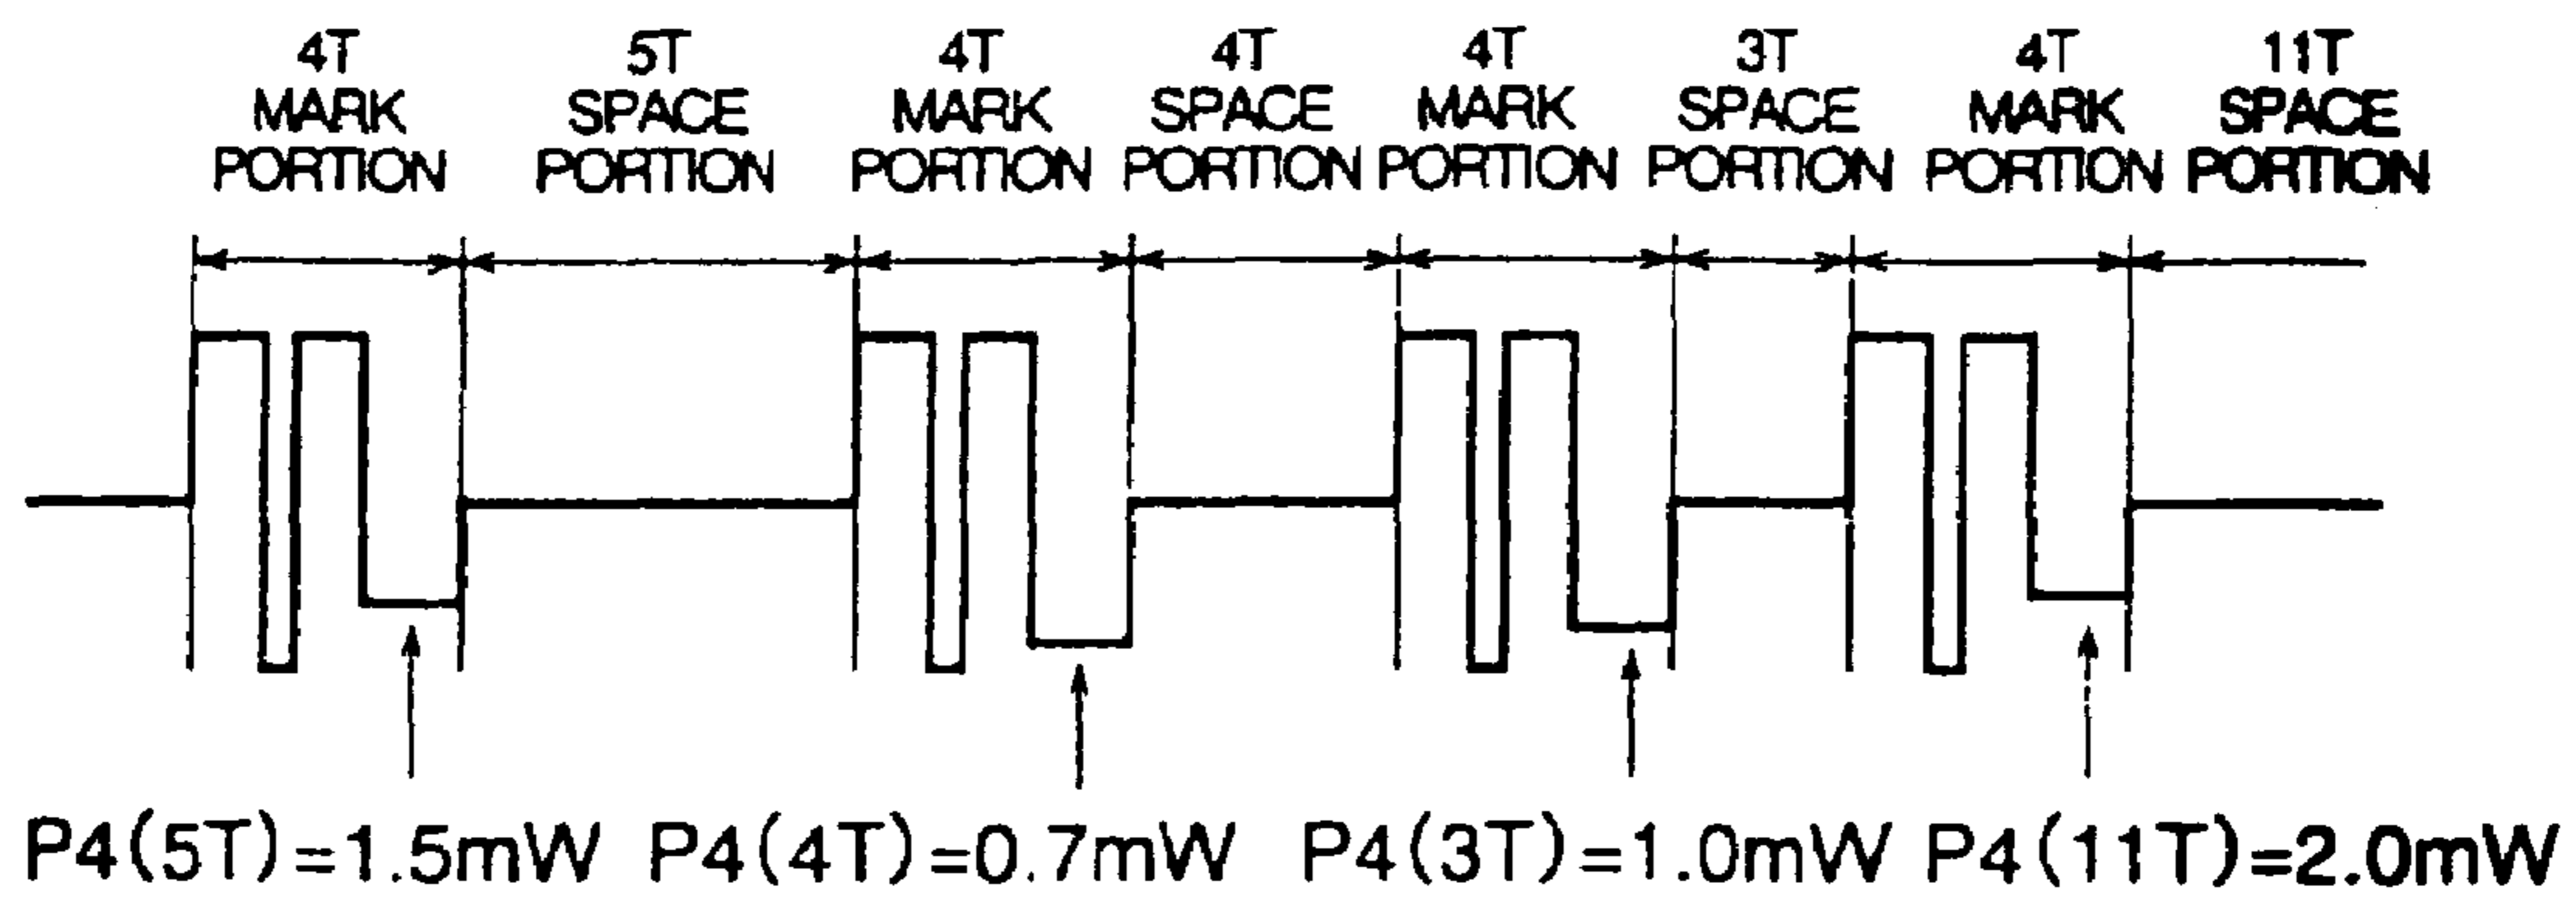 4T
MARK
PORTION
5T
SPACE
PORTION
4T
MARK
PORTION
4T
SPACE
PORTION
4T
MARK
PORTION
3T
SPACE
PORTION
4T
MARK
PORTION
11T
SPACE
PORTION
P4(5T)=1.5mW
P4(4T)=0.7mW
P4(3T)=1.0mW
P4(11T)=2.0mW